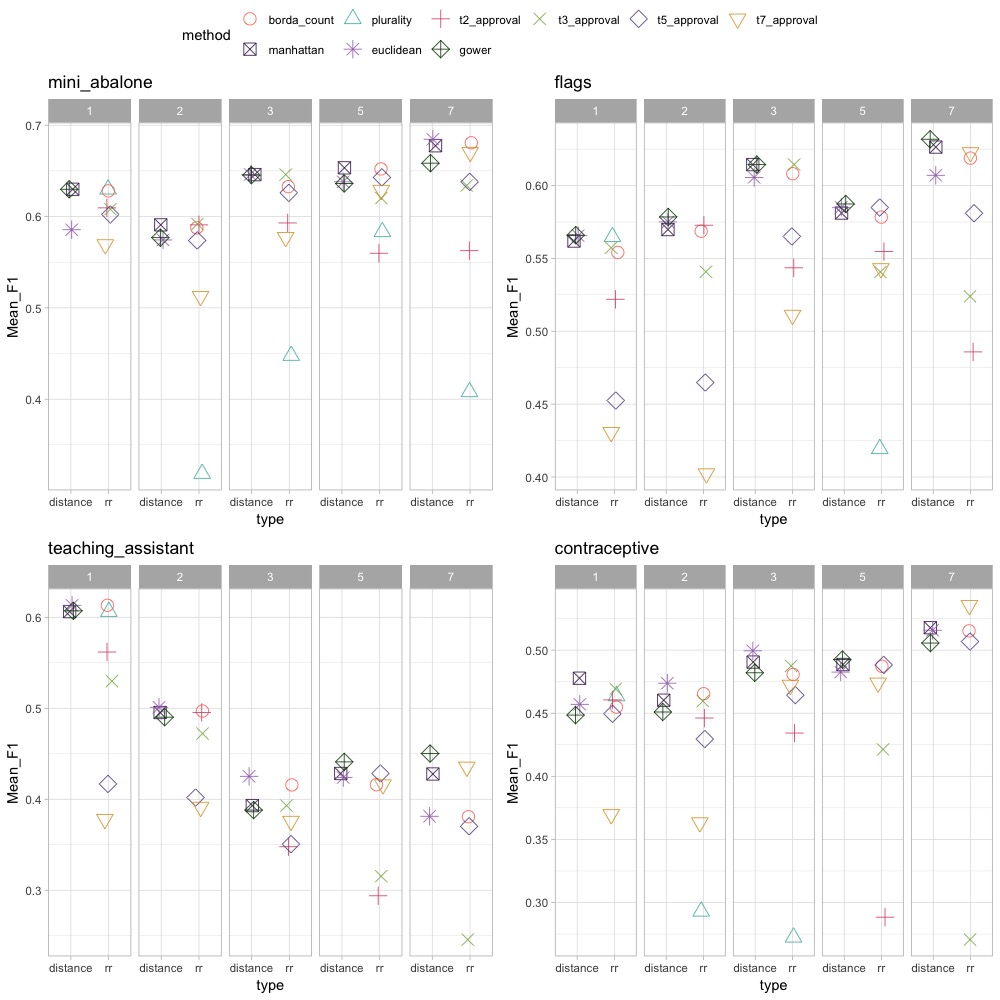 method
borda_count plurality t2_approval t3_approval t5_approval t7_approval
manhattan euclidean gower
mini_abalone
1 2 3 5 7
0.7
0.6
0.5
0.4
Mean_F1
distance rr distance rr distance rr distance rr distance rr
type
flags
1 2 3 5 7
0.60
0.55
0.50
0.45
0.40
Mean_F1
distance rr distance rr distance rr distance rr distance rr
type
teaching_assistant
1 2 3 5 7
0.6
0.5
0.4
0.3
Mean_F1
distance rr distance rr distance rr distance rr distance rr
type
contraceptive
1 2 3 5 7
0.50
0.45
0.40
0.35
0.30
Mean_F1
distance rr distance rr distance rr distance rr distance rr
type